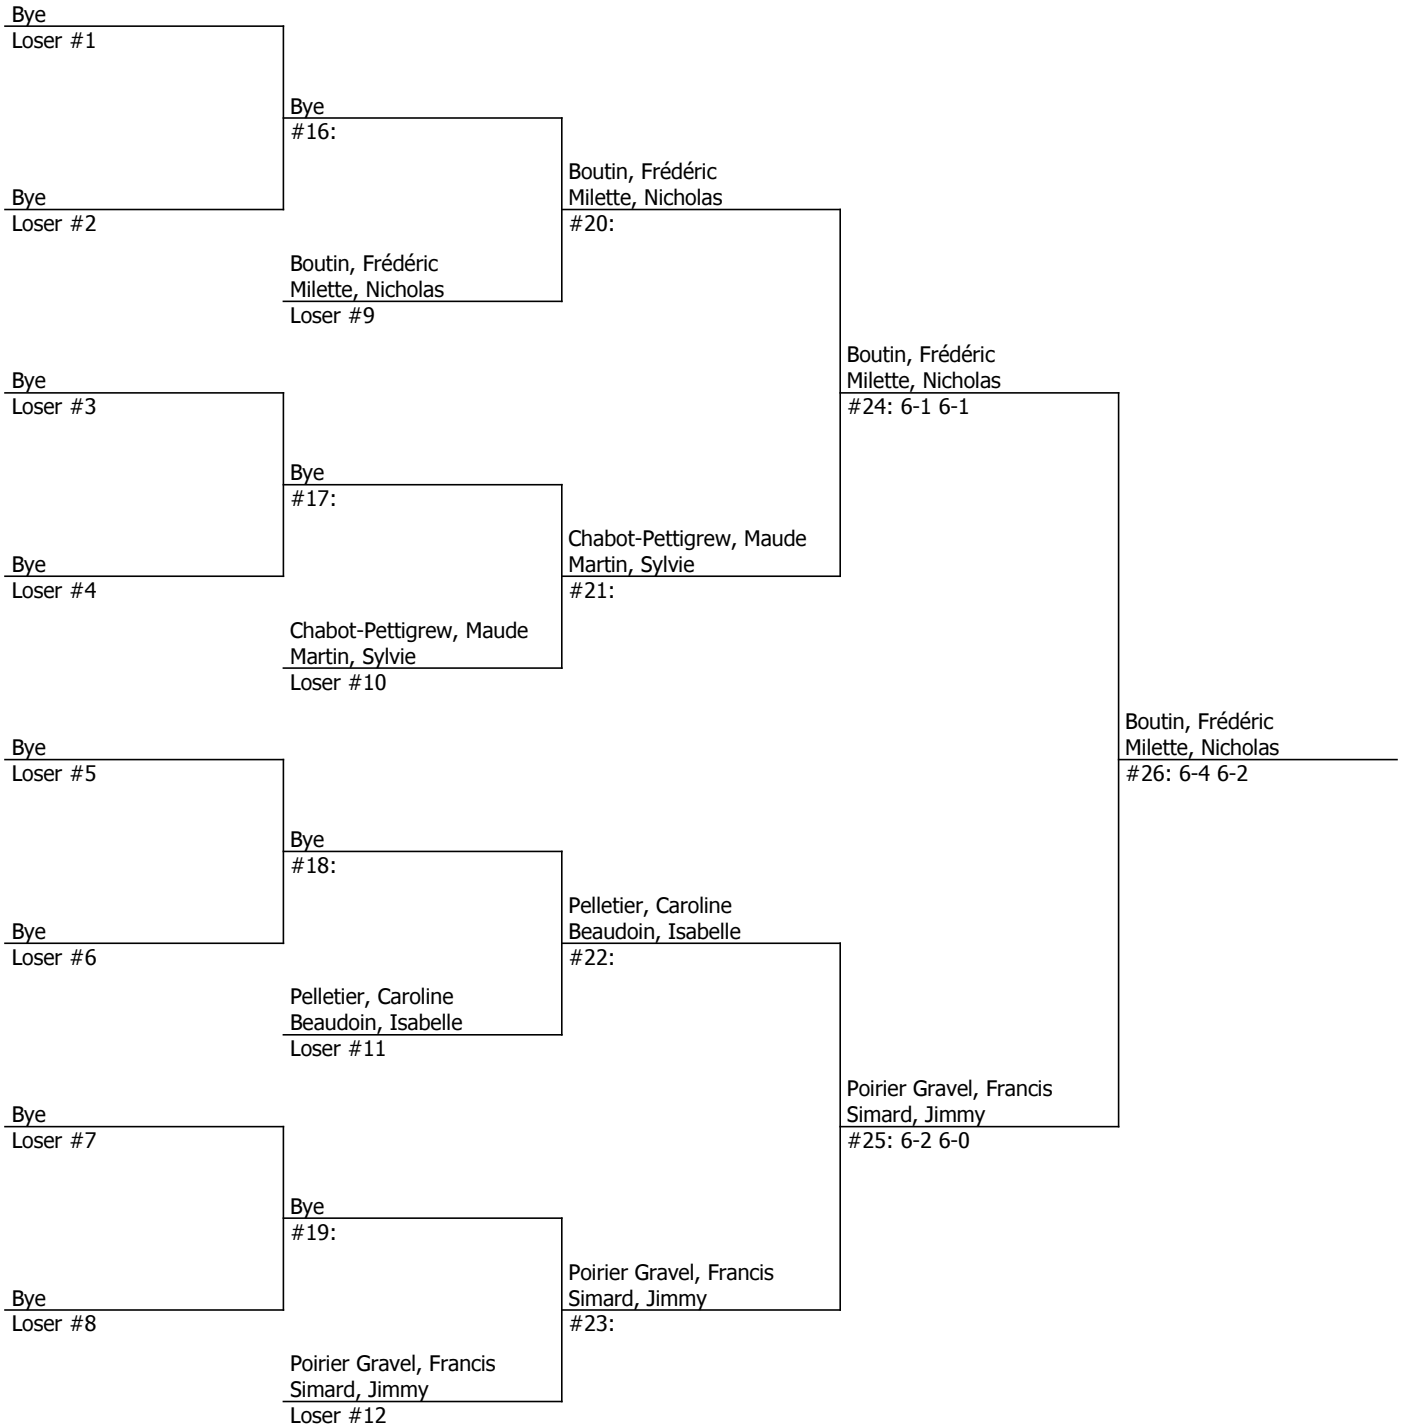 Bye
Loser #1
Bye
#16:
Boutin, Frédéric
Milette, Nicholas
#20:
Bye
Loser #2
Boutin, Frédéric
Milette, Nicholas
Loser #9
Boutin, Frédéric
Milette, Nicholas
#24: 6-1 6-1
Bye
Loser #3
Bye
#17:
Chabot-Pettigrew, Maude
Martin, Sylvie
#21:
Bye
Loser #4
Chabot-Pettigrew, Maude
Martin, Sylvie
Loser #10
Boutin, Frédéric
Milette, Nicholas
#26: 6-4 6-2
Bye
Loser #5
Bye
#18:
Pelletier, Caroline
Beaudoin, Isabelle
#22:
Bye
Loser #6
Pelletier, Caroline
Beaudoin, Isabelle
Loser #11
Poirier Gravel, Francis
Simard, Jimmy
#25: 6-2 6-0
Bye
Loser #7
Bye
#19:
Poirier Gravel, Francis
Simard, Jimmy
#23:
Bye
Loser #8
Poirier Gravel, Francis
Simard, Jimmy
Loser #12